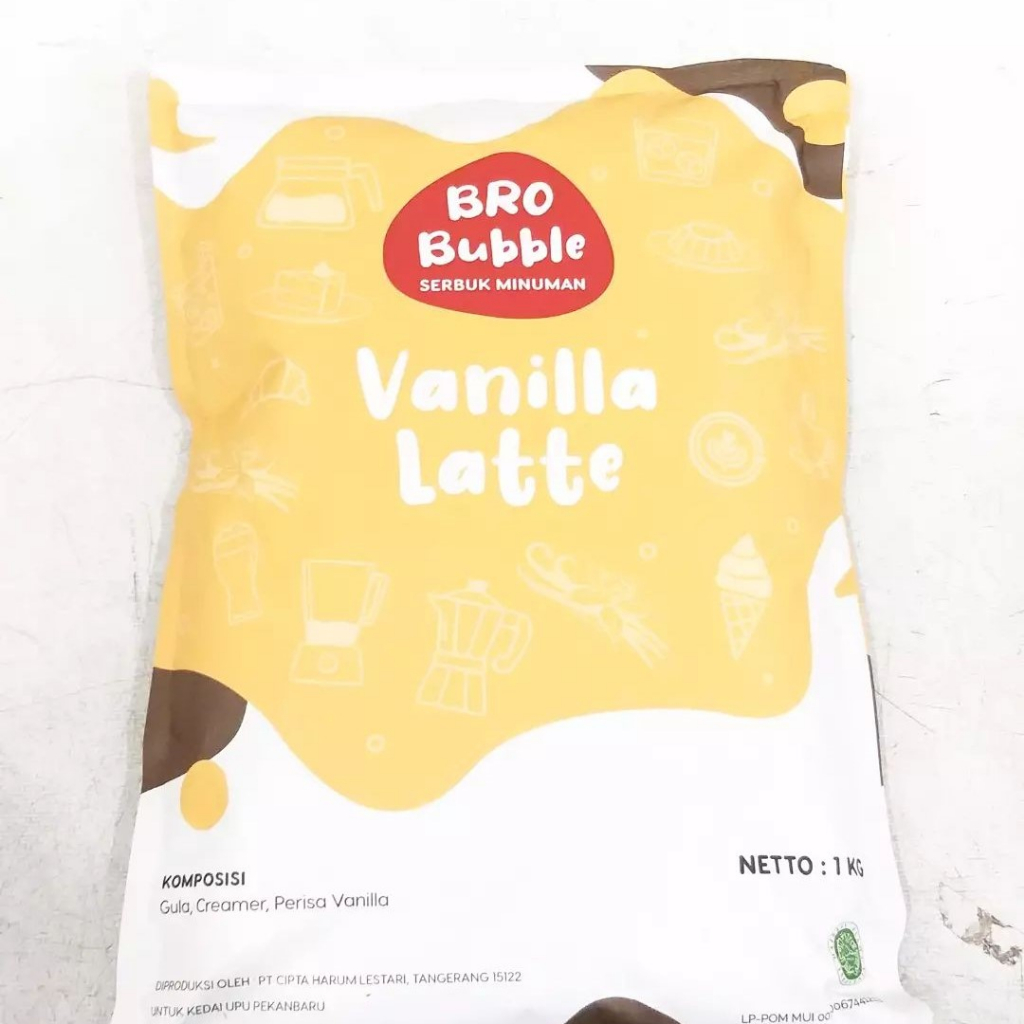 BRO
Bubble
SERBUK MINUMAN
Vanilla
Latte
KOMPOSISI
Gula, Creamer, Perisa Vanilla
NETTO : 1 KG
DIPRODUKSI OLEH PT CIPTA HARUM LESTARI, TANGERANG 15122
UNTUK KEDAI UPU PEKANBARU
LP-POM MUI